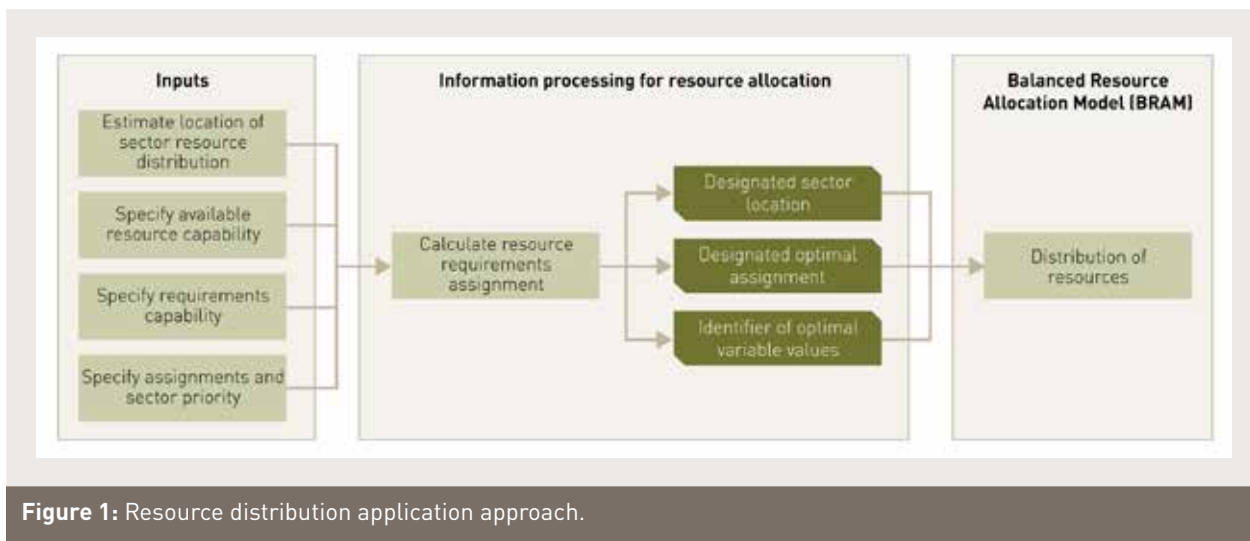 Inputs
Estimate location of
sector resource
distribution
Specify available
resource capability
Specify requirements
capability
Specify assignments and
sector priority
Information processing for resource allocation
Calculate resource
requirements
assignment
Designated sector
location
Designated optimal
assignment
Identifier of optimal
variable values
Balanced Resource
Allocation Model (BRAM)
Distribution of
resources
Figure 1: Resource distribution application approach.